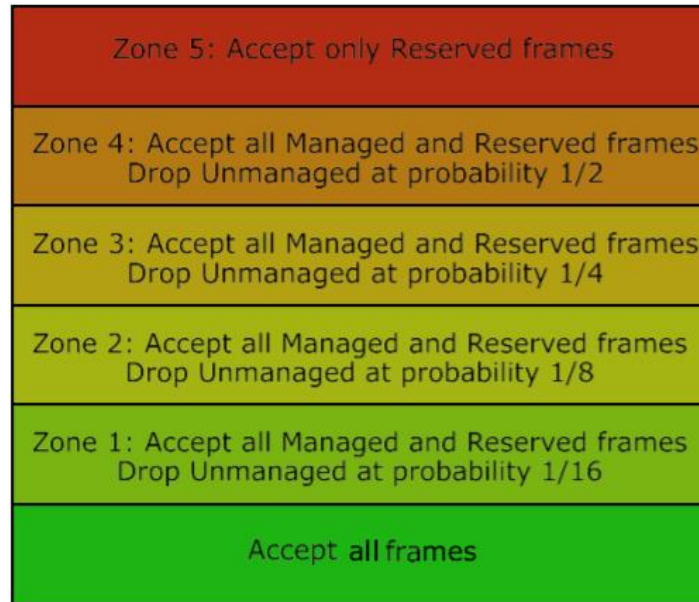 Zone 5: Accept only Reserved frames
Zone 4: Accept all Managed and Reserved frames
Drop Unmanaged at probability 1/2
Zone 3: Accept all Managed and Reserved frames
Drop Unmanaged at probability 1/4
Zone 2: Accept all Managed and Reserved frames
Drop Unmanaged at probability 1/8
Zone 1: Accept all Managed and Reserved frames
Drop Unmanaged at probability 1/16
Accept all frames